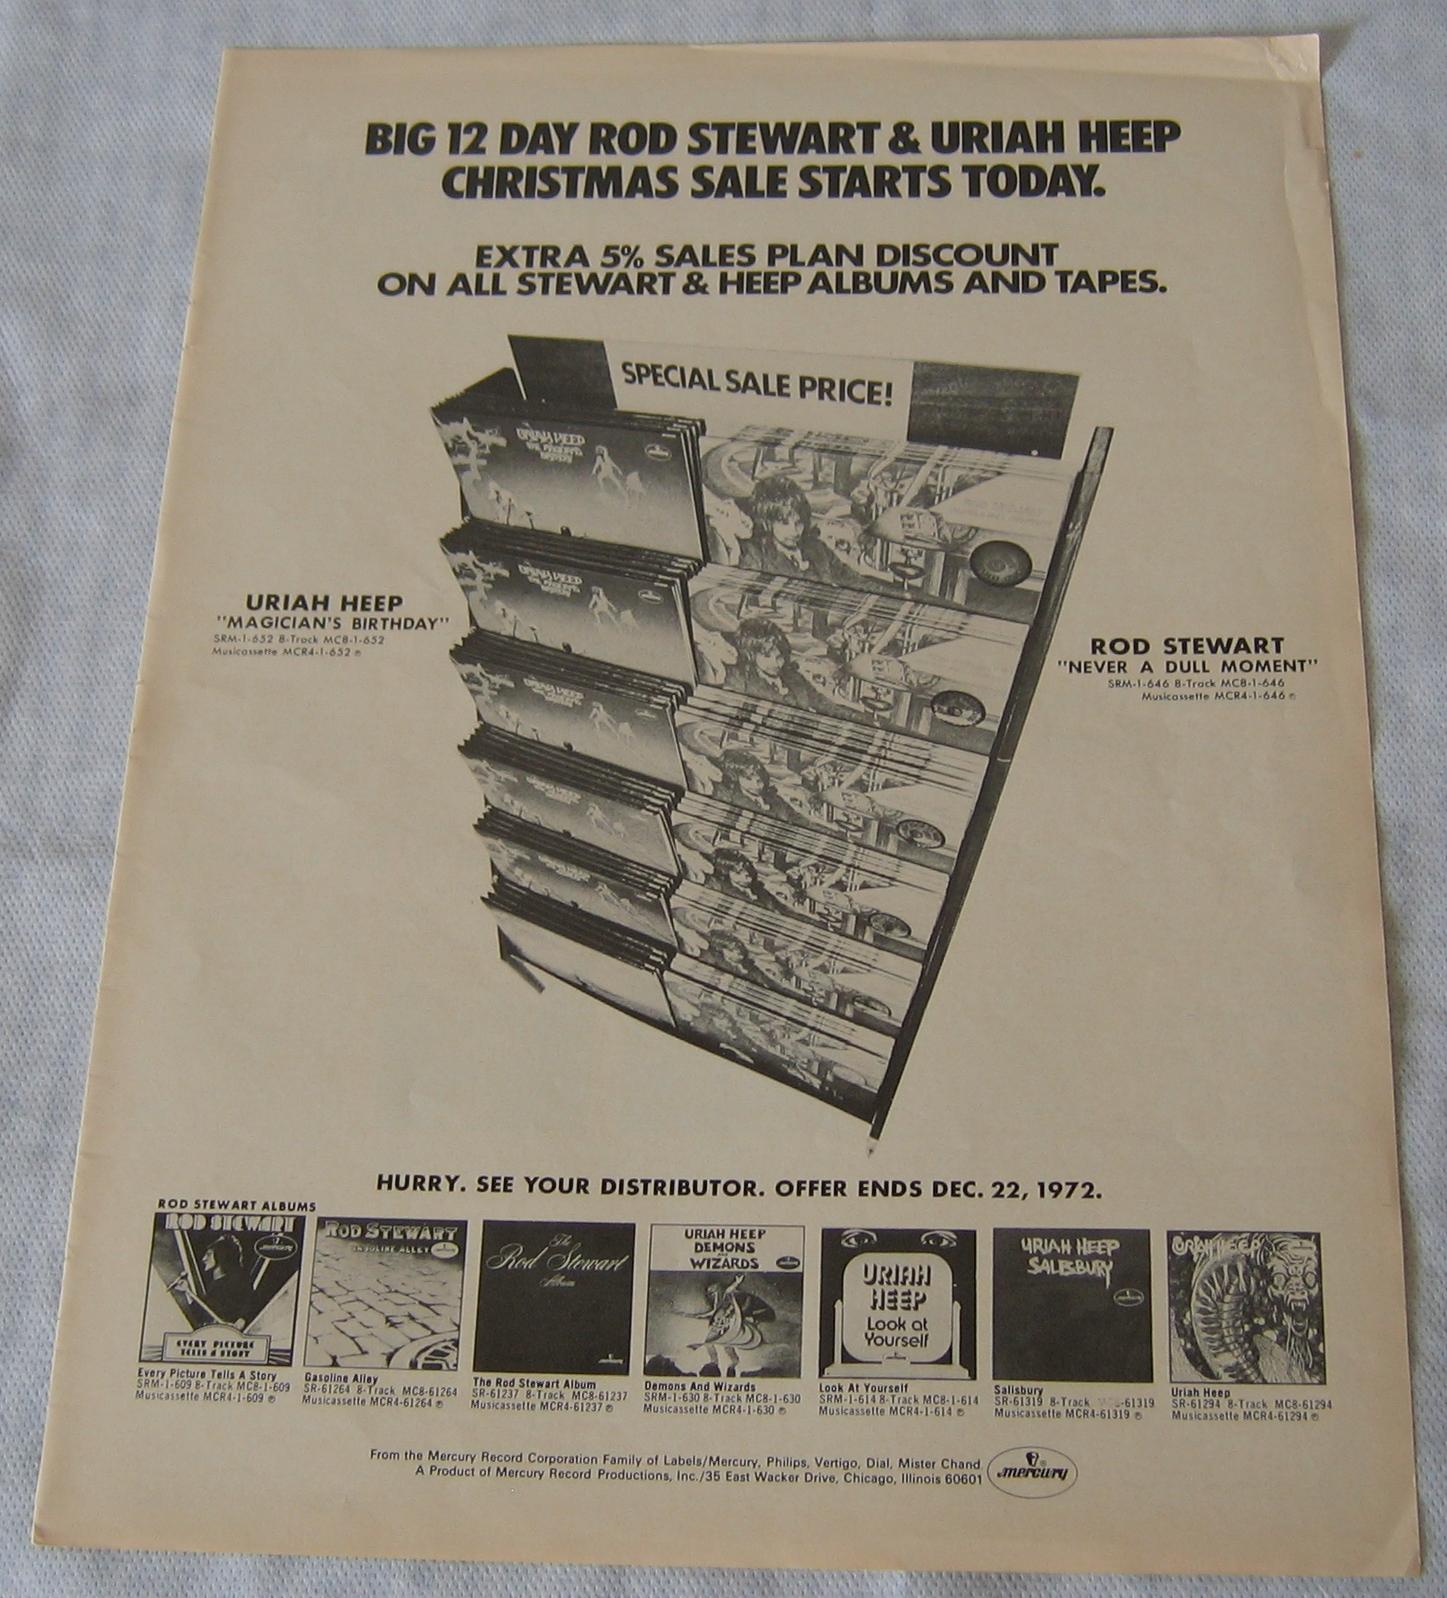 BIG 12 DAY ROD STEWART & URIAH HEEP
CHRISTMAS SALE STARTS TODAY.
EXTRA 5% SALES PLAN DISCOUNT
ON ALL STEWART & HEEP ALBUMS AND TAPES.
SPECIAL SALE PRICE!
URIAH HEEP
"MAGICIAN'S BIRTHDAY"
SRM-1-652 8-Track MC8-1-652
Musicassette MCR4-1-652 ℗
ROD STEWART
"NEVER A DULL MOMENT"
SRM-1-646 8-Track MC8-1-646
Musicassette MCR4-1-646 ℗
HURRY. SEE YOUR DISTRIBUTOR. OFFER ENDS DEC. 22, 1972.
ROD STEWART ALBUMS
ROD STEWART
EVERY PICTURE
TELLS A STORY
Every Picture Tells A Story
SRM-1-609 8-Track MC8-1-609
Musicassette MCR4-1-609 ℗
ROD STEWART
GASOLINE ALLEY
Gasoline Alley
SR-61264 8-Track MC8-61264
Musicassette MCR4-61264 ℗
The
Rod Stewart
Album
The Rod Stewart Album
SR-61237 8-Track MC8-61237
Musicassette MCR4-61237 ℗
URIAH HEEP
DEMONS
AND
WIZARDS
Demons And Wizards
SRM-1-630 8-Track MC8-1-630
Musicassette MCR4-1-630 ℗
URIAH
HEEP
Look at
Yourself
Look At Yourself
SRM-1-614 8-Track MC8-1-614
Musicassette MCR4-1-614 ℗
URIAH HEEP
SALISBURY
Salisbury
SR-61319 8-Track -61319
Musicassette MCR4-61319 ℗
URIAH HEEP
Uriah Heep
SR-61294 8-Track MC8-61294
Musicassette MCR4-61294 ℗
From the Mercury Record Corporation Family of Labels/Mercury, Philips, Vertigo, Dial, Mister Chand
A Product of Mercury Record Productions, Inc./35 East Wacker Drive, Chicago, Illinois 60601
mercury